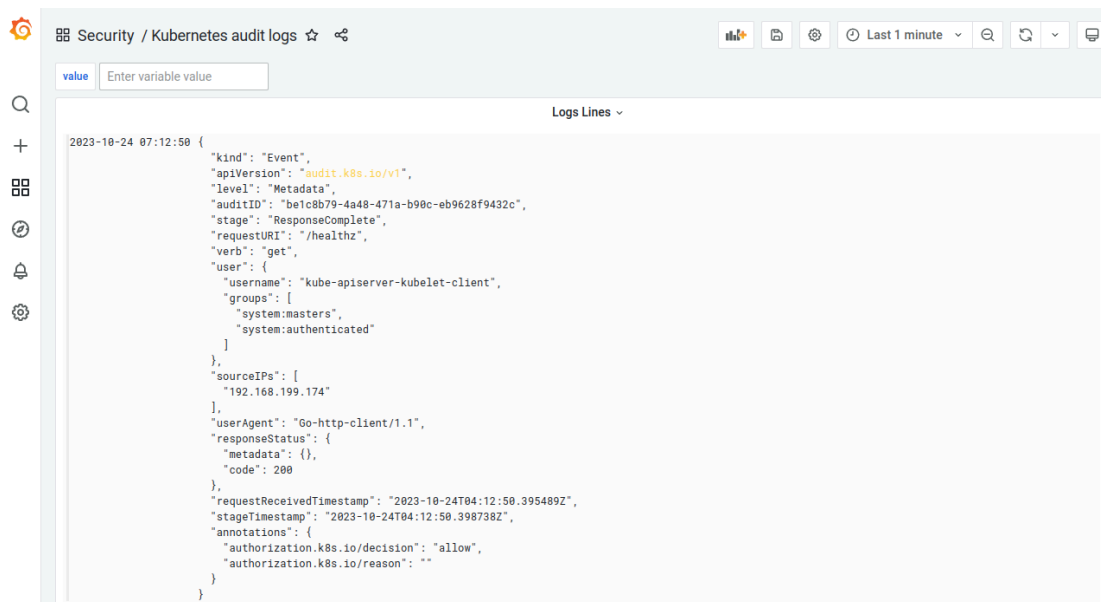 Security / Kubernetes audit logs
Last 1 minute
value Enter variable value
Logs Lines
2023-10-24 07:12:50 {
"kind": "Event",
"apiVersion": "audit.k8s.io/v1",
"level": "Metadata",
"auditID": "be1c8b79-4a48-471a-b90c-eb9628f9432c",
"stage": "ResponseComplete",
"requestURI": "/healthz",
"verb": "get",
"user": {
"username": "kube-apiserver-kubelet-client",
"groups": [
"system:masters",
"system:authenticated"
]
},
"sourceIPs": [
"192.168.199.174"
],
"userAgent": "Go-http-client/1.1",
"responseStatus": {
"metadata": {},
"code": 200
},
"requestReceivedTimestamp": "2023-10-24T04:12:50.395489Z",
"stageTimestamp": "2023-10-24T04:12:50.398738Z",
"annotations": {
"authorization.k8s.io/decision": "allow",
"authorization.k8s.io/reason": ""
}
}